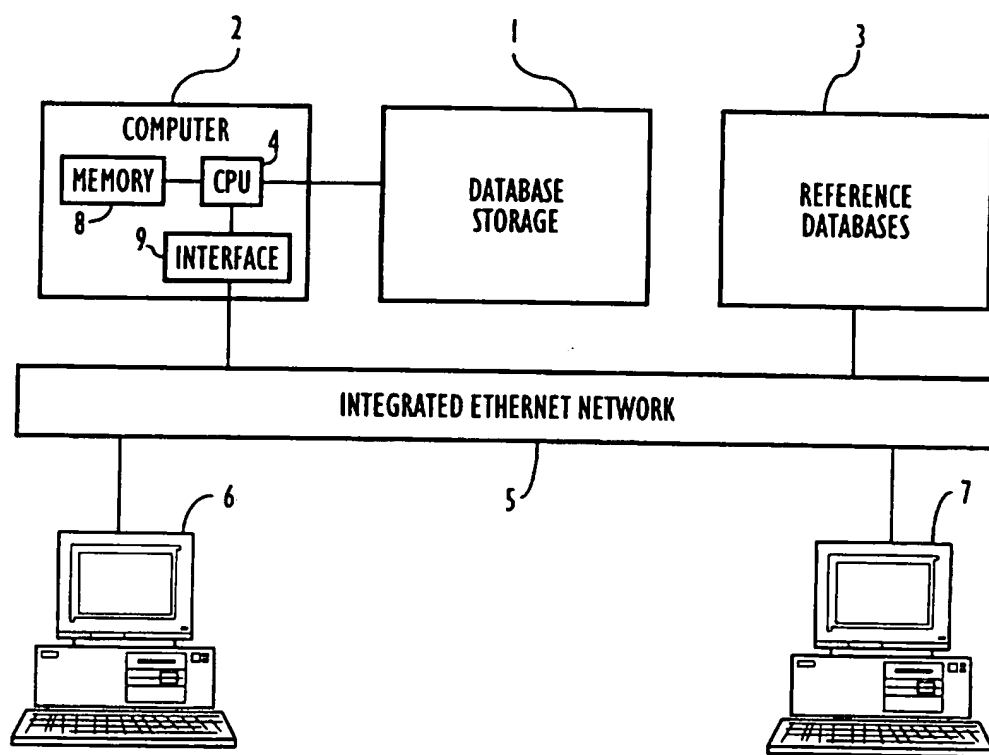 2
1
3
COMPUTER
4
MEMORY
CPU
8
9
INTERFACE
DATABASE
STORAGE
REFERENCE
DATABASES
INTEGRATED ETHERNET NETWORK
5
6
7